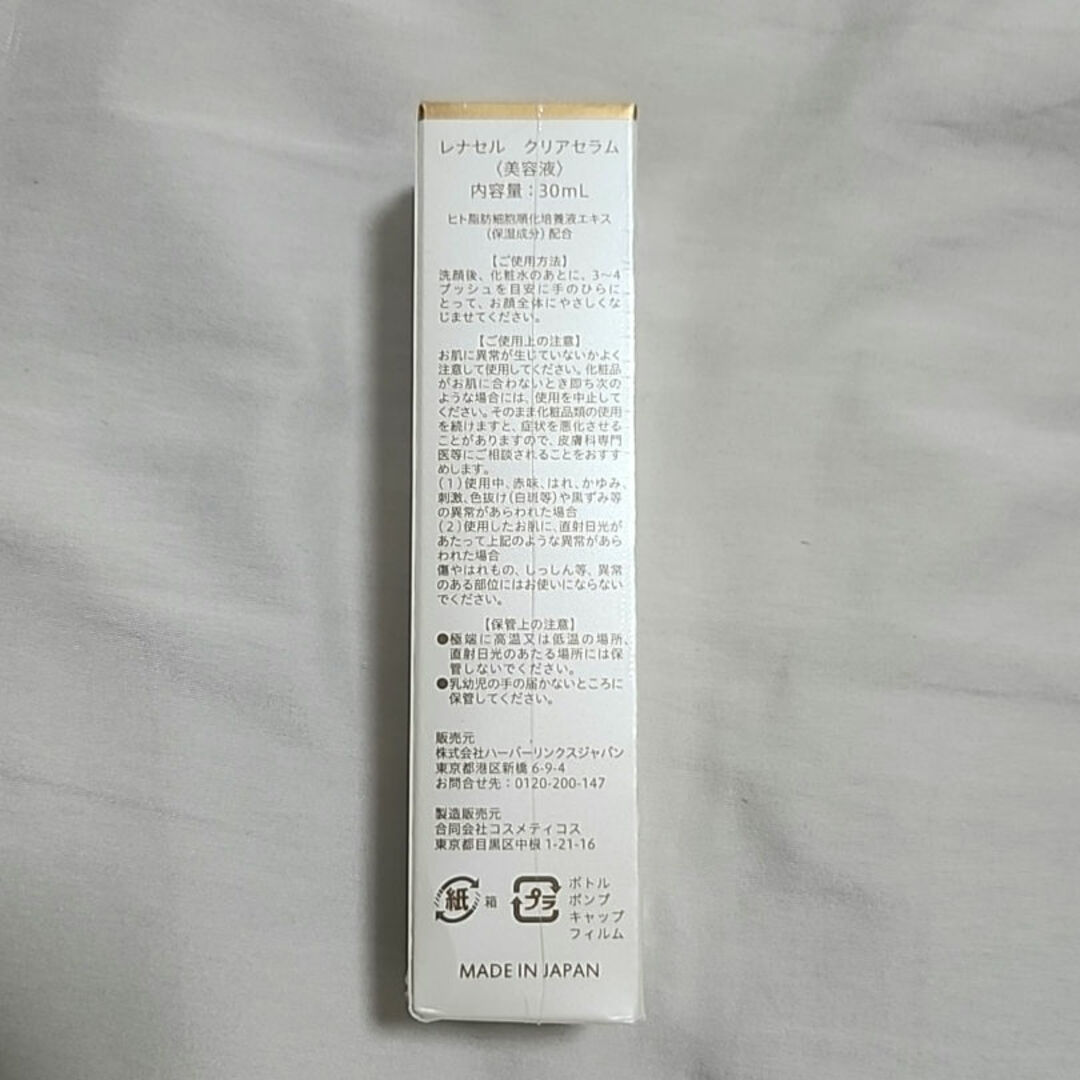 レナセル　クリアセラム
〈美容液〉
内容量：30mL
ヒト脂肪細胞順化培養液エキス
(保湿成分)配合
【ご使用方法】
洗顔後、化粧水のあとに、3〜4
プッシュを目安に手のひらに
とって、お顔全体にやさしくな
じませてください。
【ご使用上の注意】
お肌に異常が生じていないかよく
注意して使用してください。化粧品
がお肌に合わないとき即ち次の
ような場合には、使用を中止して
ください。そのまま化粧品類の使用
を続けますと、症状を悪化させる
ことがありますので、皮膚科専門
医等にご相談されることをおすす
めします。
(1)使用中、赤味、はれ、かゆみ、
刺激、色抜け(白斑等)や黒ずみ等
の異常があらわれた場合
(2)使用したお肌に、直射日光が
あたって上記のような異常があら
われた場合
傷やはれもの、しっしん等、異常
のある部位にはお使いにならない
でください。
【保管上の注意】
●極端に高温又は低温の場所、
直射日光のあたる場所には保
管しないでください。
●乳幼児の手の届かないところに
保管してください。
販売元
株式会社ハーバーリンクスジャパン
東京都港区新橋 6-9-4
お問合せ先：0120-200-147
製造販売元
合同会社コスメティコス
東京都目黒区中根 1-21-16
紙 箱 プラ ボトル
ポンプ
キャップ
フィルム
MADE IN JAPAN